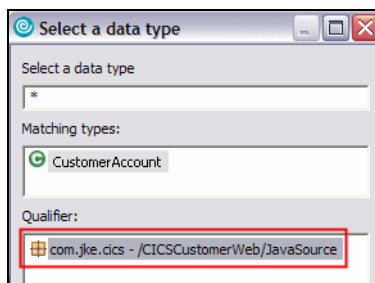 Select a data type
Select a data type
*
Matching types:
CustomerAccount
Qualifier:
com.jke.cics - /CICSCustomerWeb/JavaSource